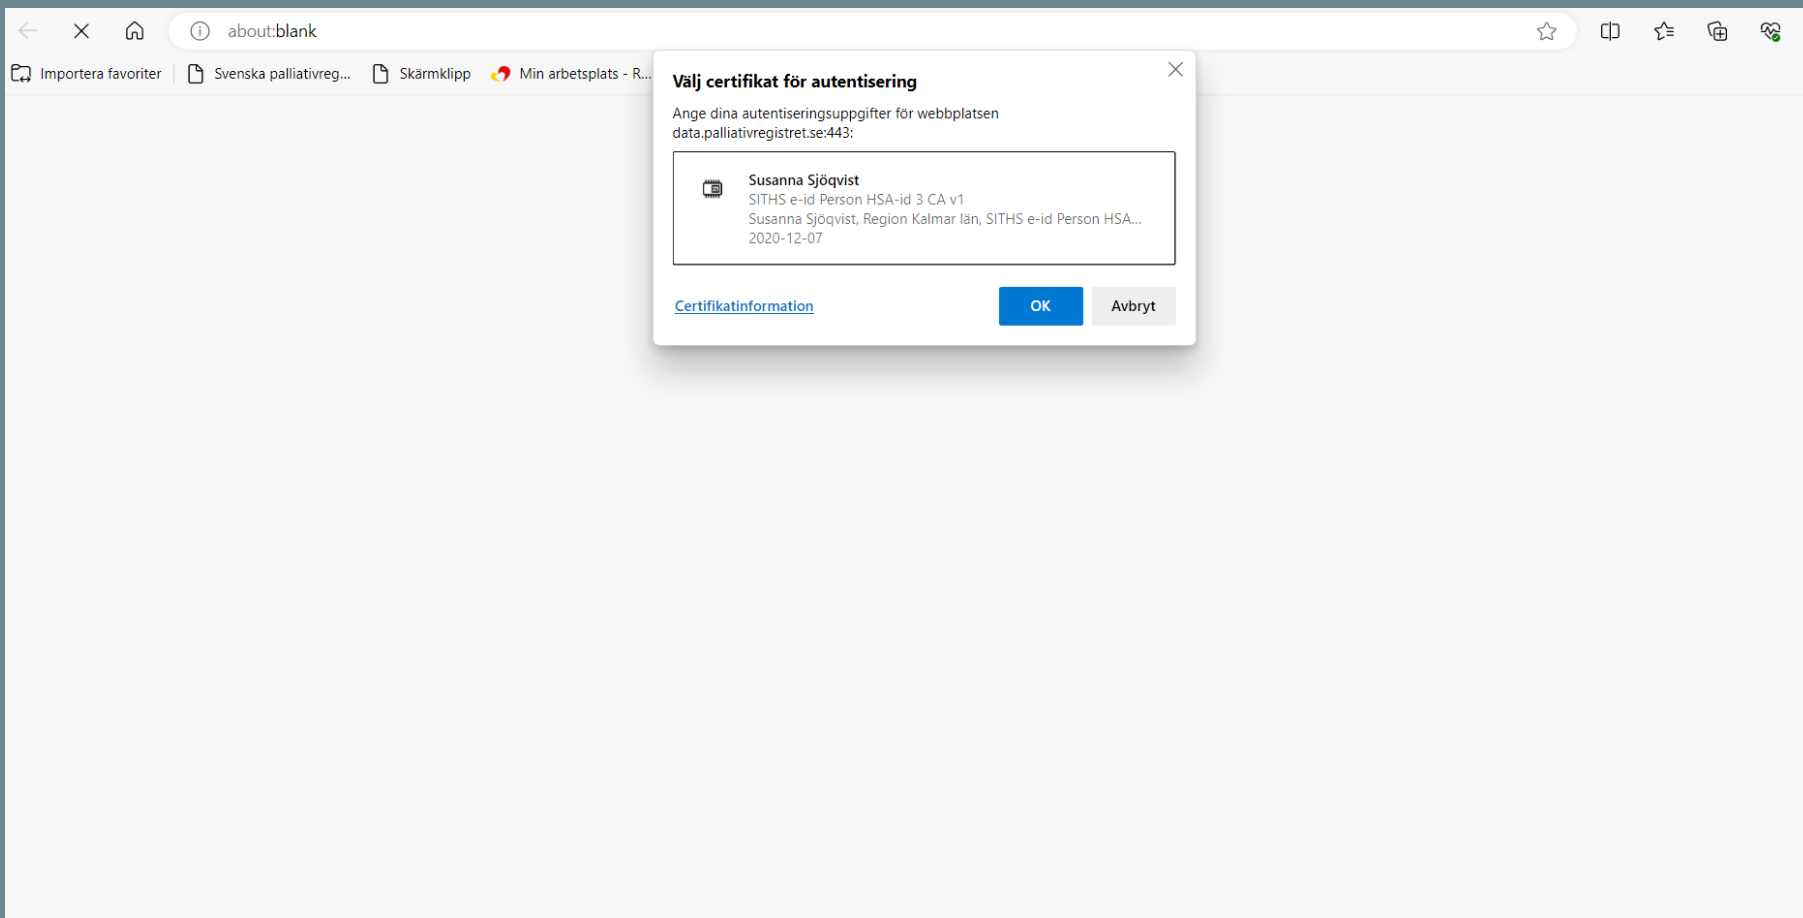 about:blank
Importera favoriter
Svenska palliativreg...
Skärmklipp
Min arbetsplats - R...
Välj certifikat för autentisering
Ange dina autentiseringsuppgifter för webbplatsen
data.palliativregistret.se:443:
Susanna Sjöqvist
SITHS e-id Person HSA-id 3 CA v1
Susanna Sjöqvist, Region Kalmar län, SITHS e-id Person HSA...
2020-12-07
Certifikatinformation
OK
Avbryt